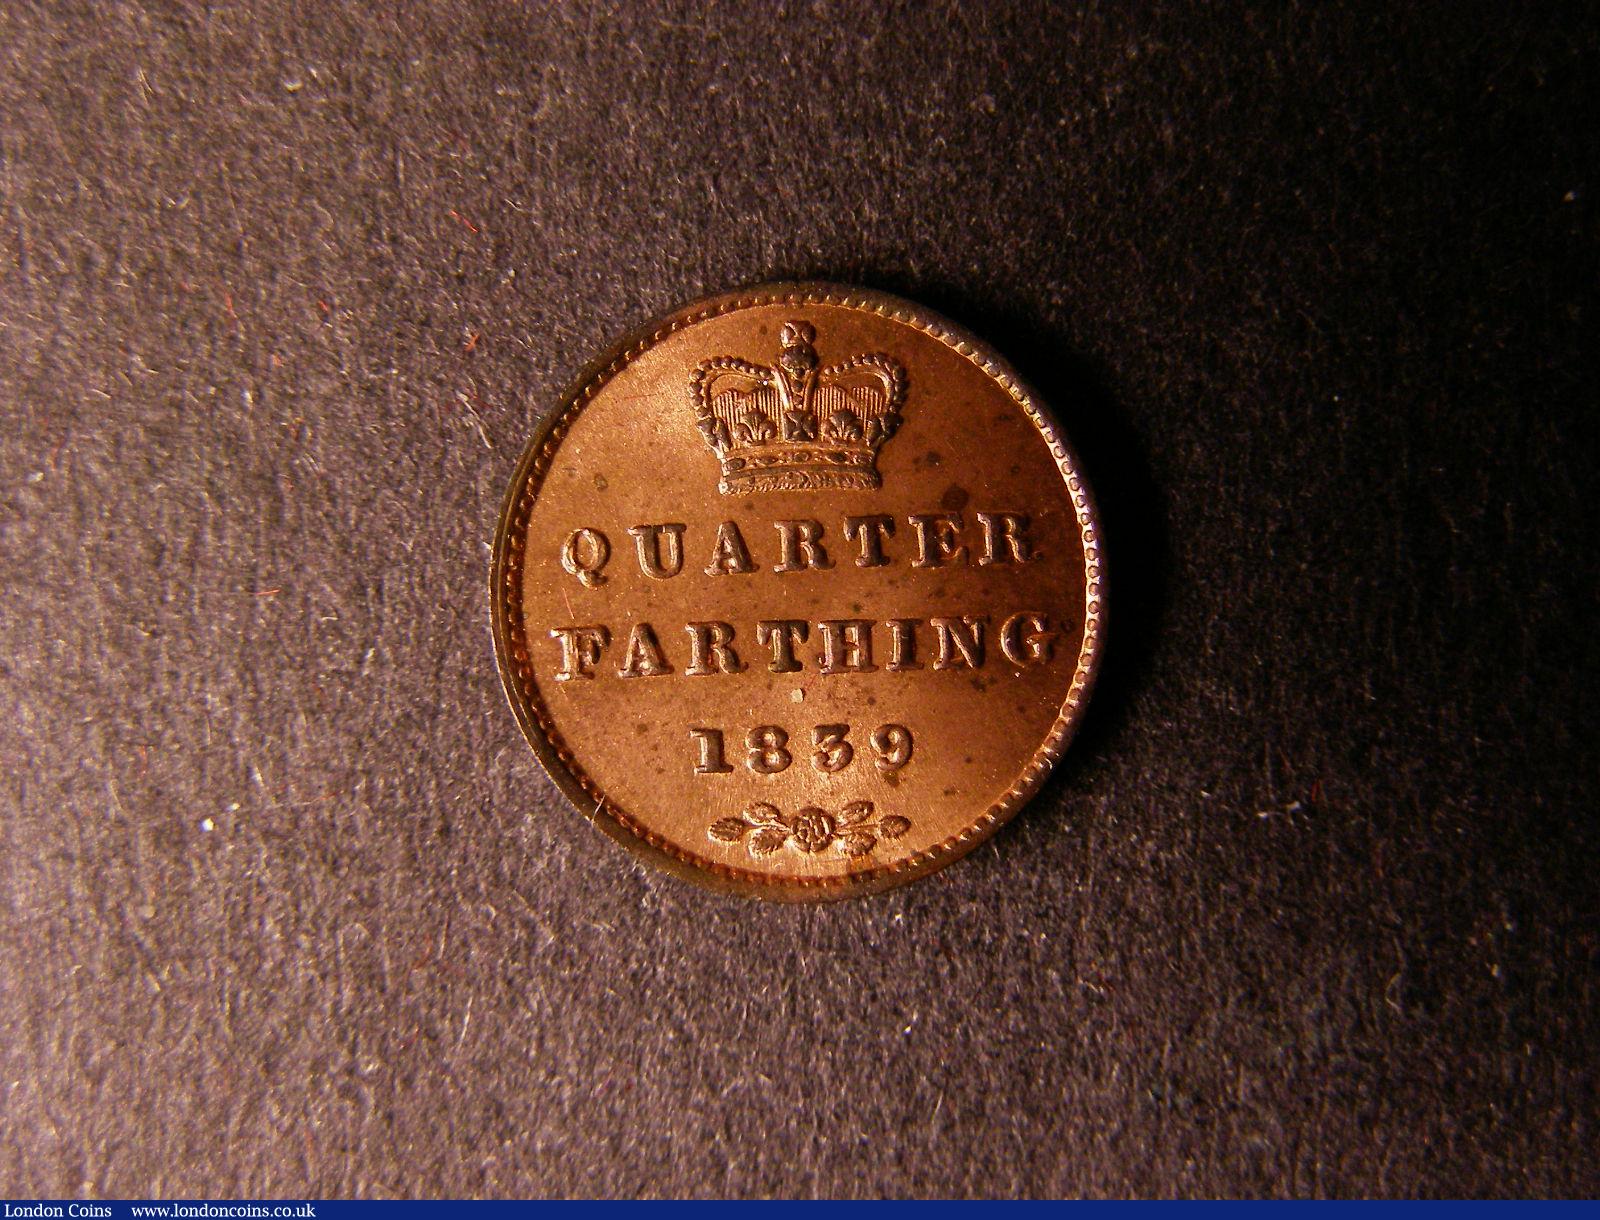 QUARTER
FARTHING
1839
London Coins www.londoncoins.co.uk